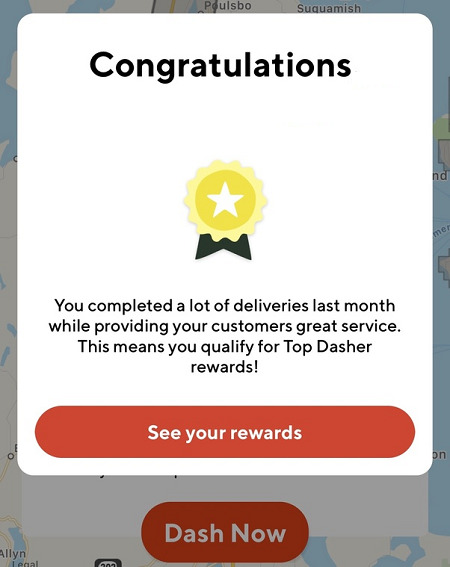 Poulsbo
Suquamish
Congratulations
You completed a lot of deliveries last month
while providing your customers great service.
This means you qualify for Top Dasher
rewards!
See your rewards
Dash Now
Allyn